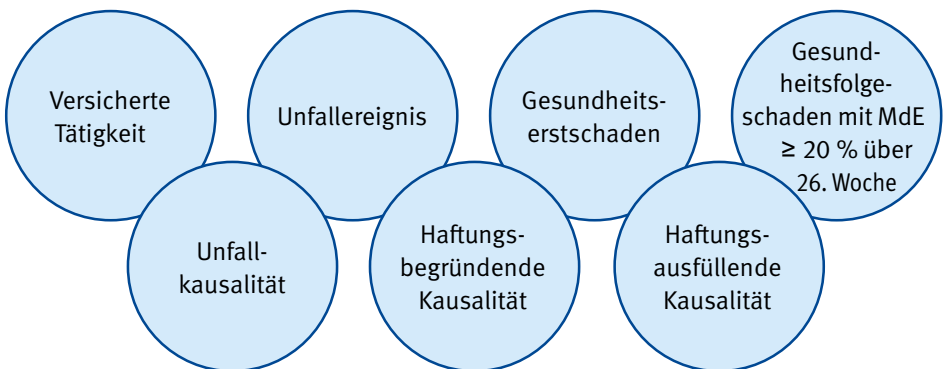 Versicherte
Tätigkeit
Unfallereignis
Gesundheits-
erstschaden
Gesund-
heitsfolge-
schaden mit MdE
≥ 20 % über
26. Woche
Unfall-
kausalität
Haftungs-
begründende
Kausalität
Haftungs-
ausfüllende
Kausalität